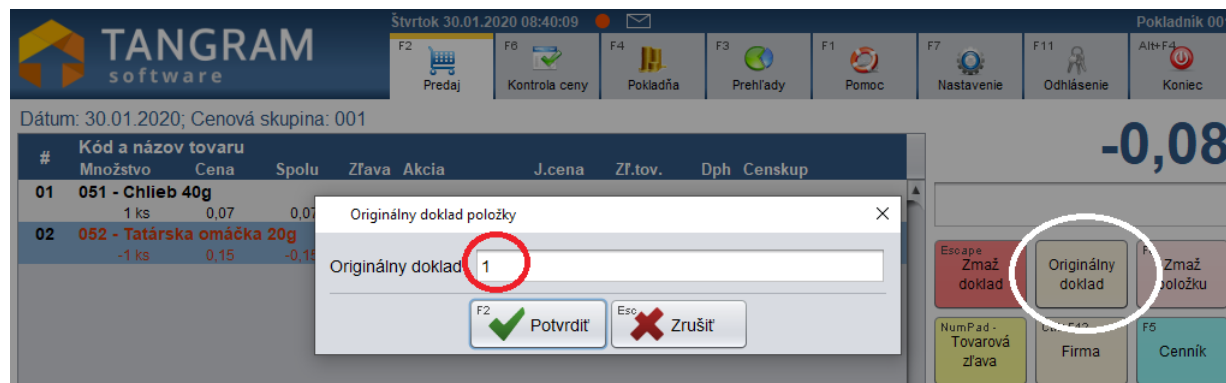 TANGRAM
software
Štvrtok 30.01.2020 08:40:09
Pokladník 00
F2 Predaj
F6 Kontrola ceny
F4 Pokladňa
F3 Prehľady
F1 Pomoc
F7 Nastavenie
F11 Odhlásenie
Alt+F4 Koniec
Dátum: 30.01.2020; Cenová skupina: 001
-0,08
# Kód a názov tovaru
Množstvo Cena Spolu Zľava Akcia J.cena Zľ.tov. Dph Censkup
01 051 - Chlieb 40g
1 ks 0,07 0,07
02 052 - Tatárska omáčka 20g
-1 ks 0,15 -0,15
Originálny doklad položky
Originálny doklad 1
F2 Potvrdiť
Esc Zrušiť
Escape
Zmaž
doklad
Originálny
doklad
Zmaž
položku
NumPad -
Tovarová
zľava
Firma
F5
Cenník